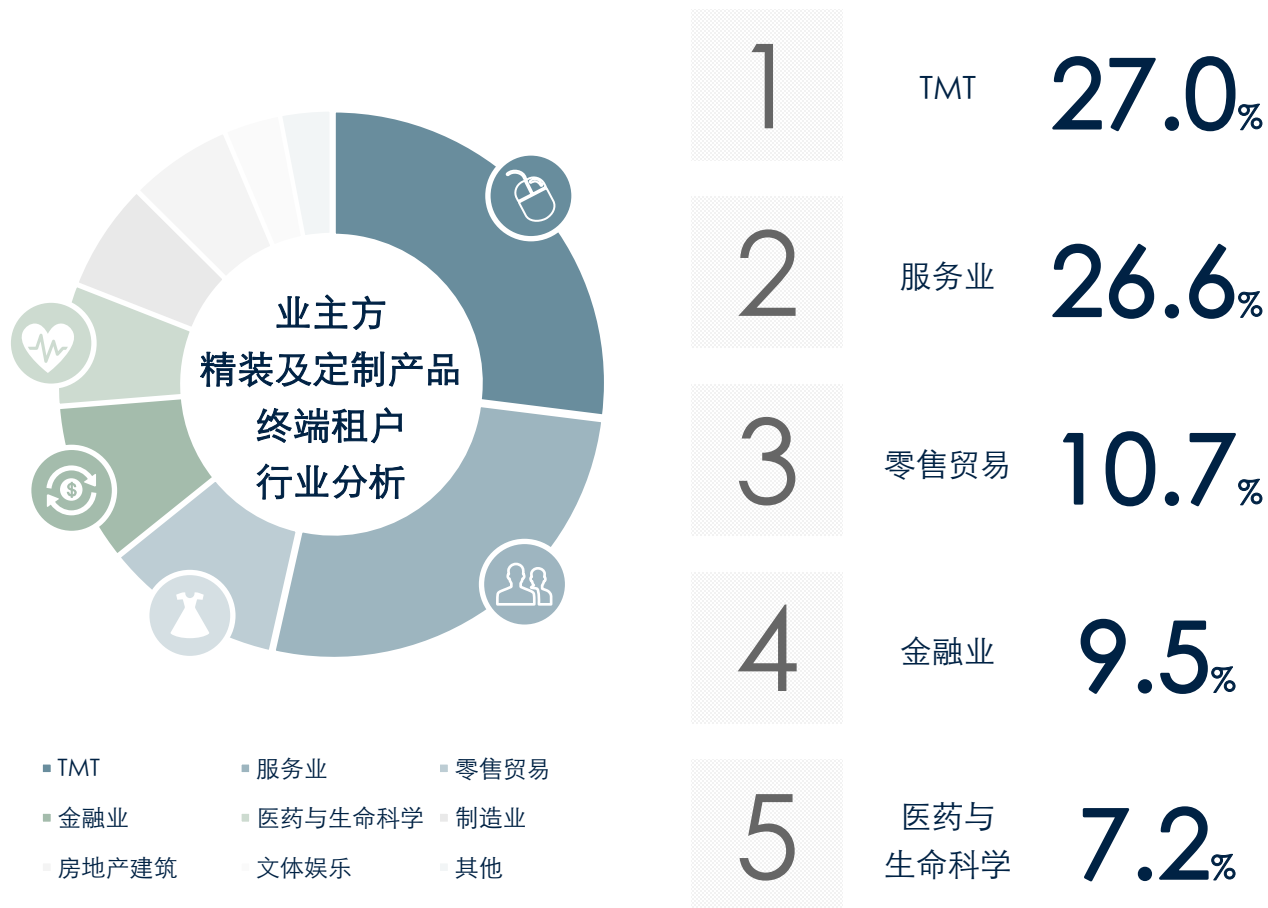 业主方
精装及定制产品
终端租户
行业分析
$
TMT
服务业
零售贸易
金融业
医药与生命科学
制造业
房地产建筑
文体娱乐
其他
1
TMT
27.0%
2
服务业
26.6%
3
零售贸易
10.7%
4
金融业
9.5%
5
医药与
生命科学
7.2%